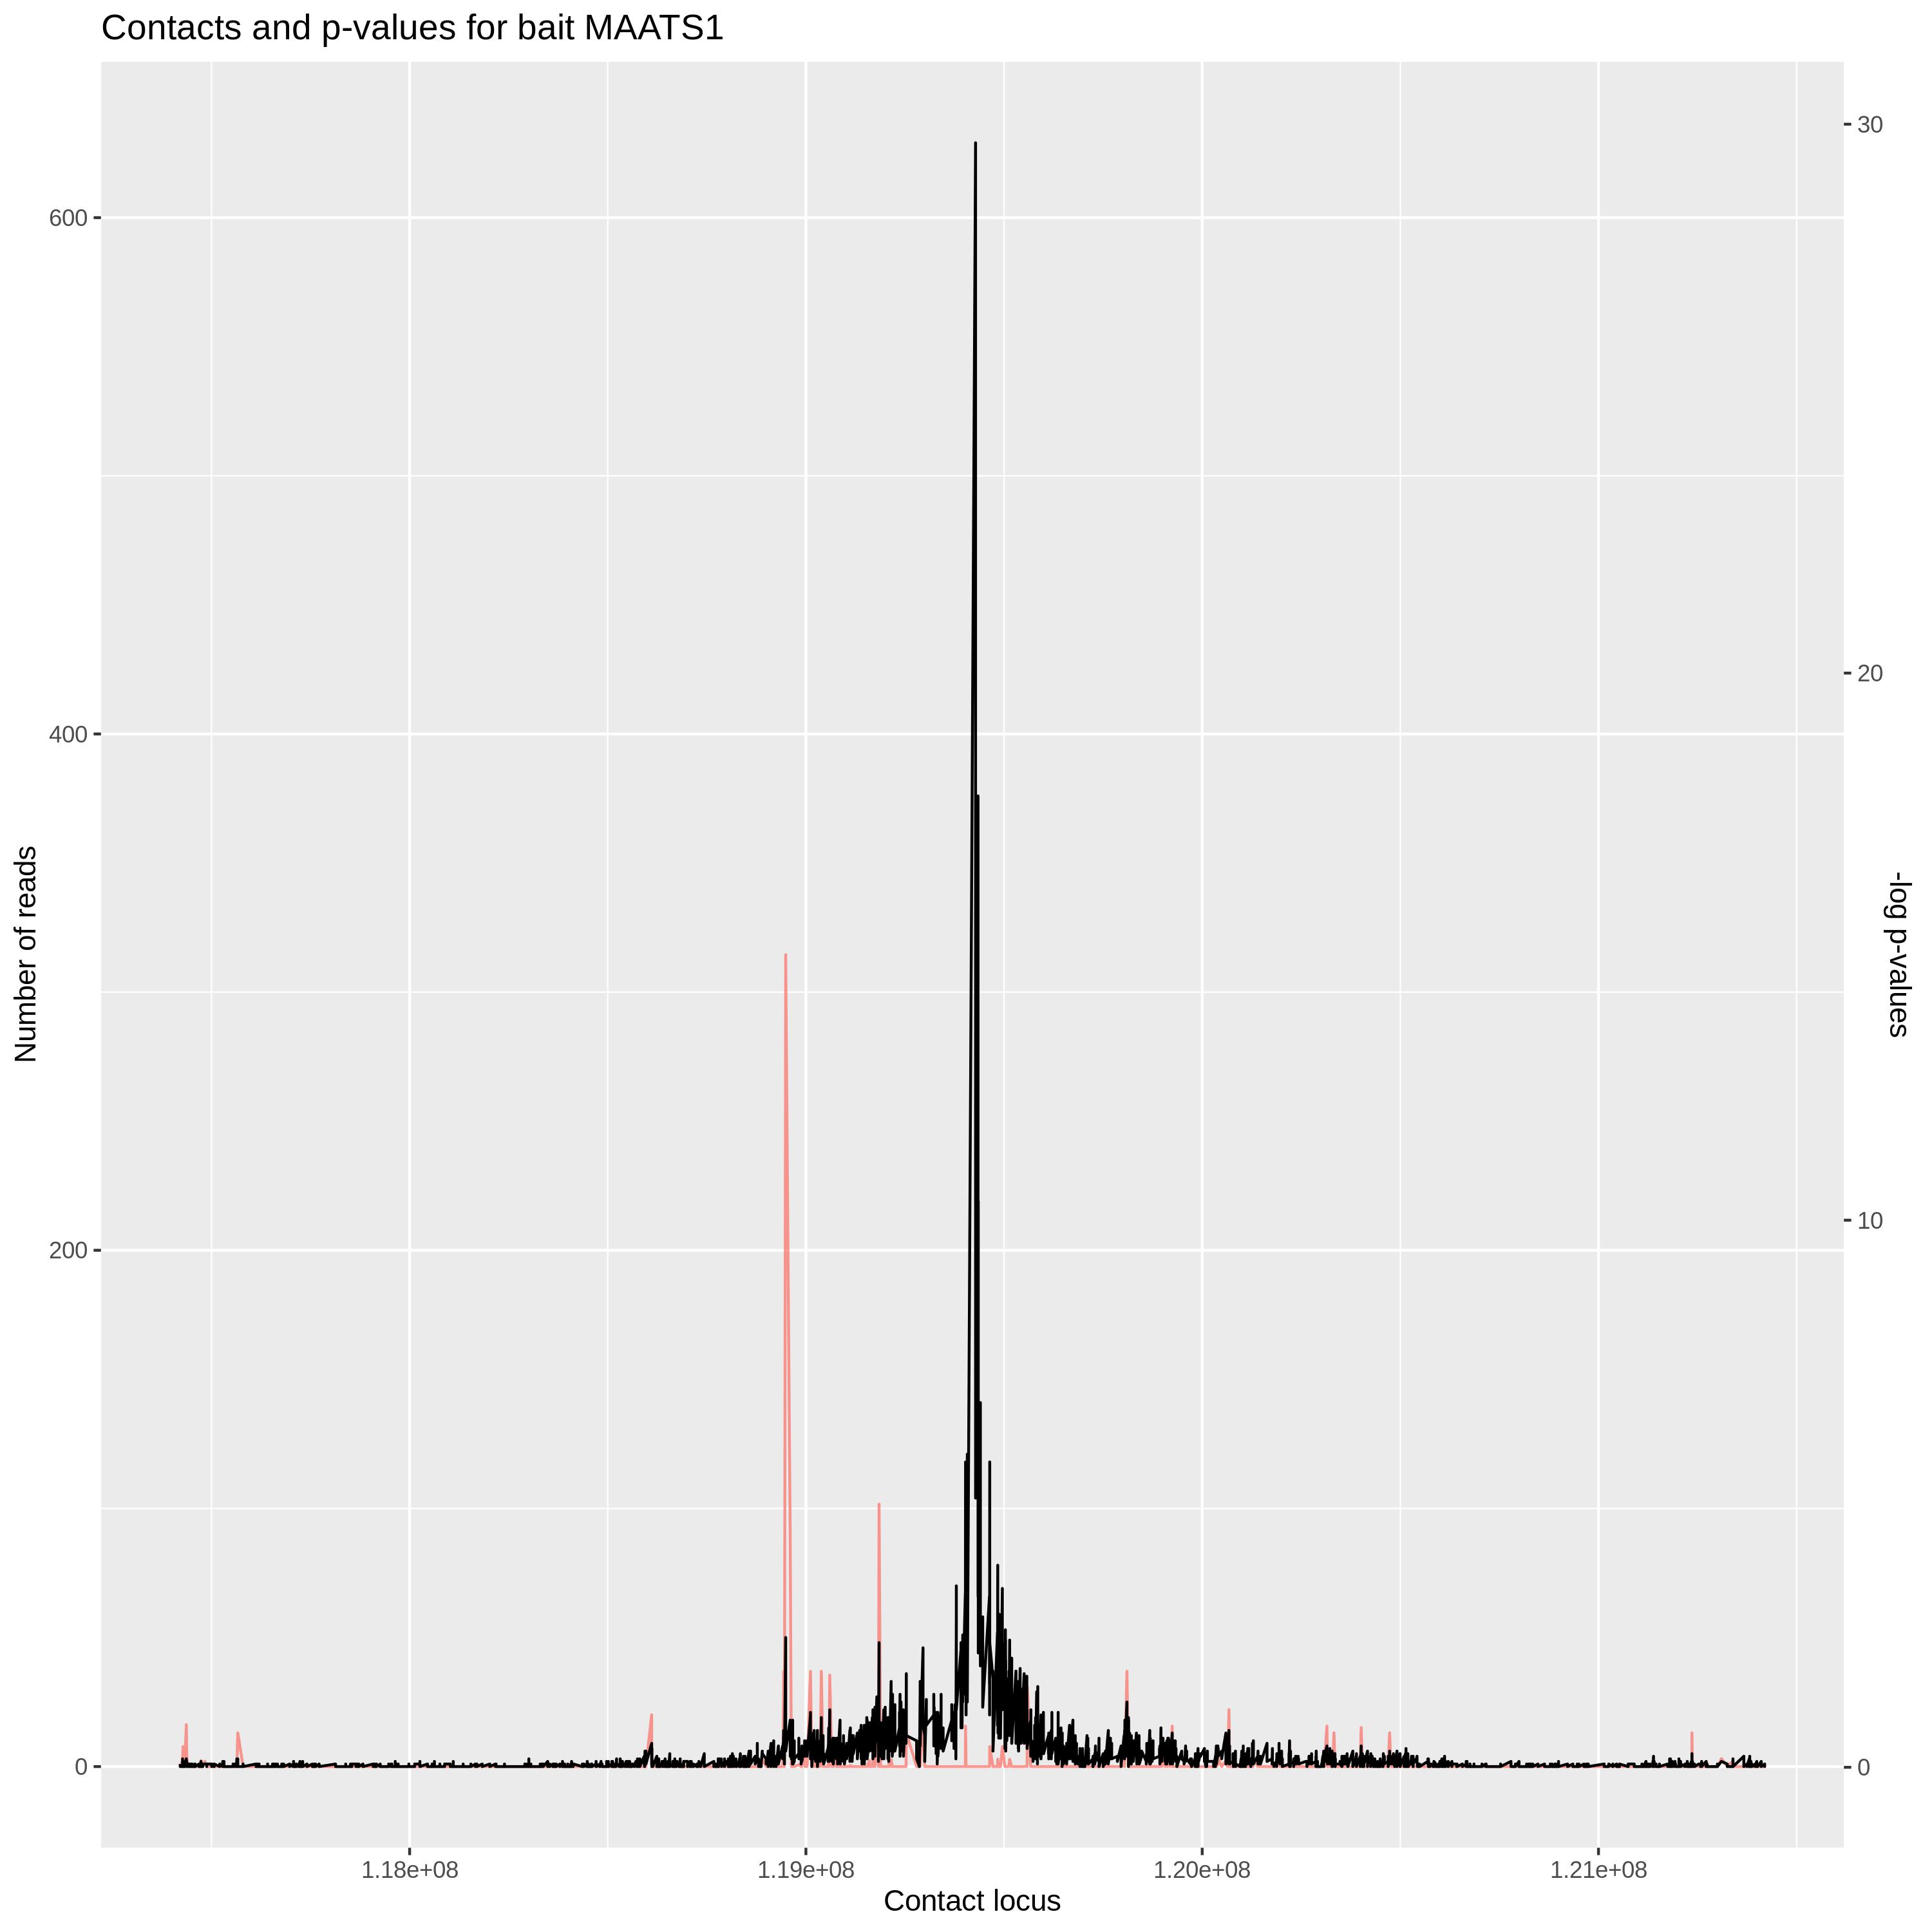 Contacts and p-values for bait MAATS1
600
400
200
0
30
20
10
0
Number of reads
-log p-values
1.18e+08
1.19e+08
1.20e+08
1.21e+08
Contact locus